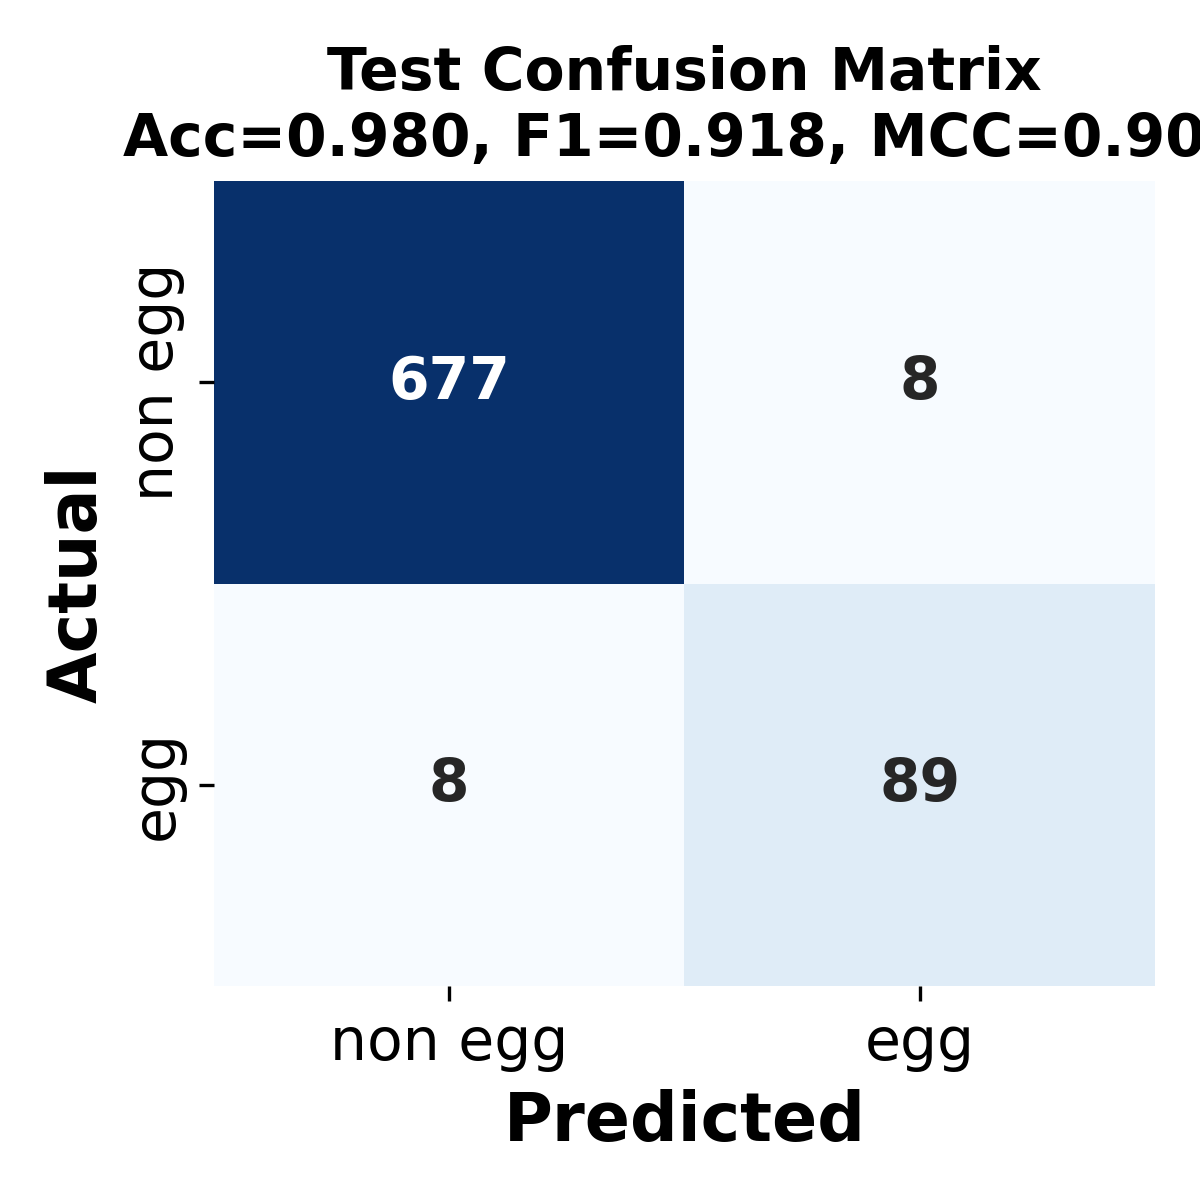 Test Confusion Matrix
Acc=0.980, F1=0.918, MCC=0.90
non egg
677
8
Actual
egg
8
89
non egg
egg
Predicted